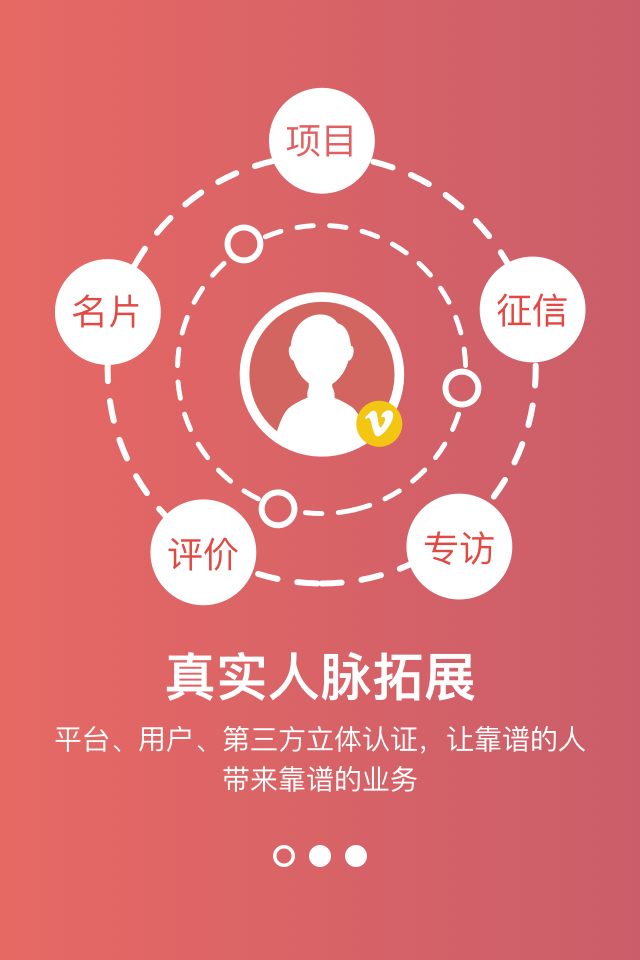 项目
名片
征信
评价
专访
真实人脉拓展
平台、用户、第三方立体认证，让靠谱的人
带来靠谱的业务